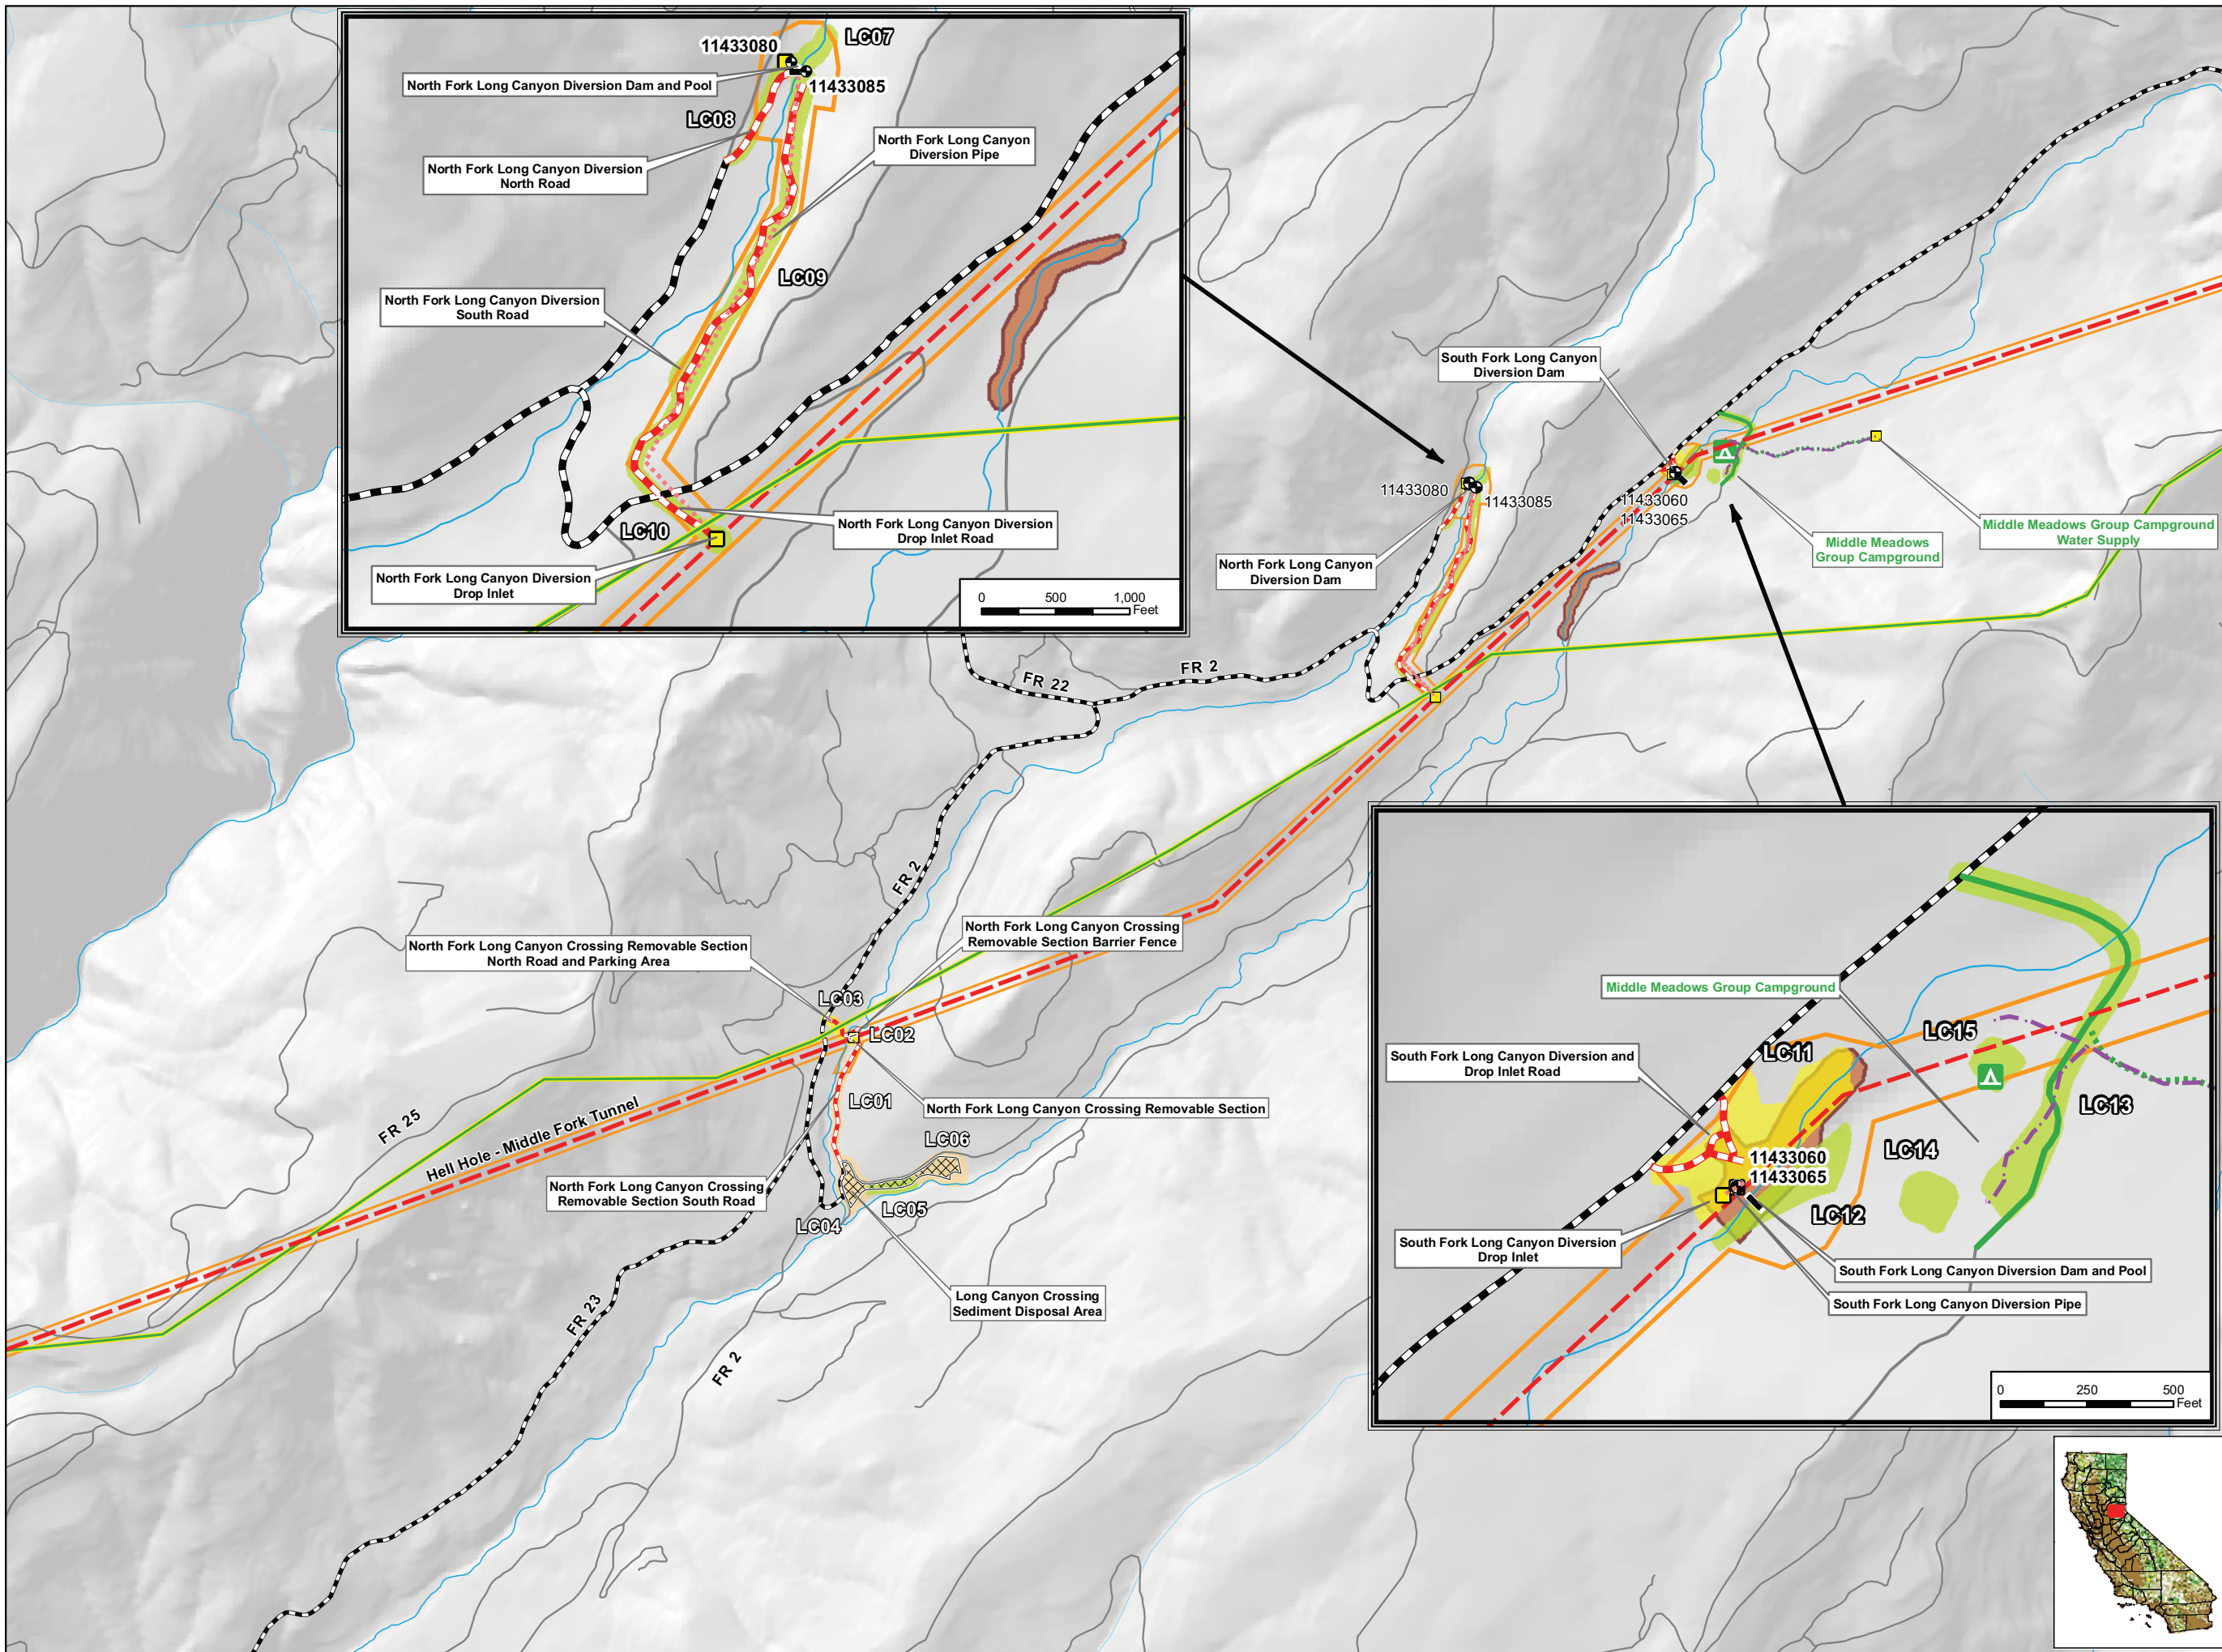 11433080
LC07
North Fork Long Canyon Diversion Dam and Pool
11433085
LC08
North Fork Long Canyon
Diversion Pipe
North Fork Long Canyon Diversion
North Road
LC09
North Fork Long Canyon Diversion
South Road
LC10
North Fork Long Canyon Diversion
Drop Inlet Road
North Fork Long Canyon Diversion
Drop Inlet
0 500 1,000
Feet
South Fork Long Canyon
Diversion Dam
11433080
11433085
11433060
11433065
Middle Meadows Group Campground
Water Supply
Middle Meadows
Group Campground
North Fork Long Canyon
Diversion Dam
FR 2
FR 22
FR 2
North Fork Long Canyon Crossing
Removable Section Barrier Fence
North Fork Long Canyon Crossing Removable Section
North Road and Parking Area
LC03
LC02
LC01
North Fork Long Canyon Crossing Removable Section
FR 25
Hell Hole - Middle Fork Tunnel
LC06
North Fork Long Canyon Crossing
Removable Section South Road
LC05
LC04
Long Canyon Crossing
Sediment Disposal Area
FR 23
FR 2
Middle Meadows Group Campground
LC15
LC11
South Fork Long Canyon Diversion and
Drop Inlet Road
LC13
LC14
11433060
11433065
LC12
South Fork Long Canyon Diversion
Drop Inlet
South Fork Long Canyon Diversion Dam and Pool
South Fork Long Canyon Diversion Pipe
0 250 500
Feet